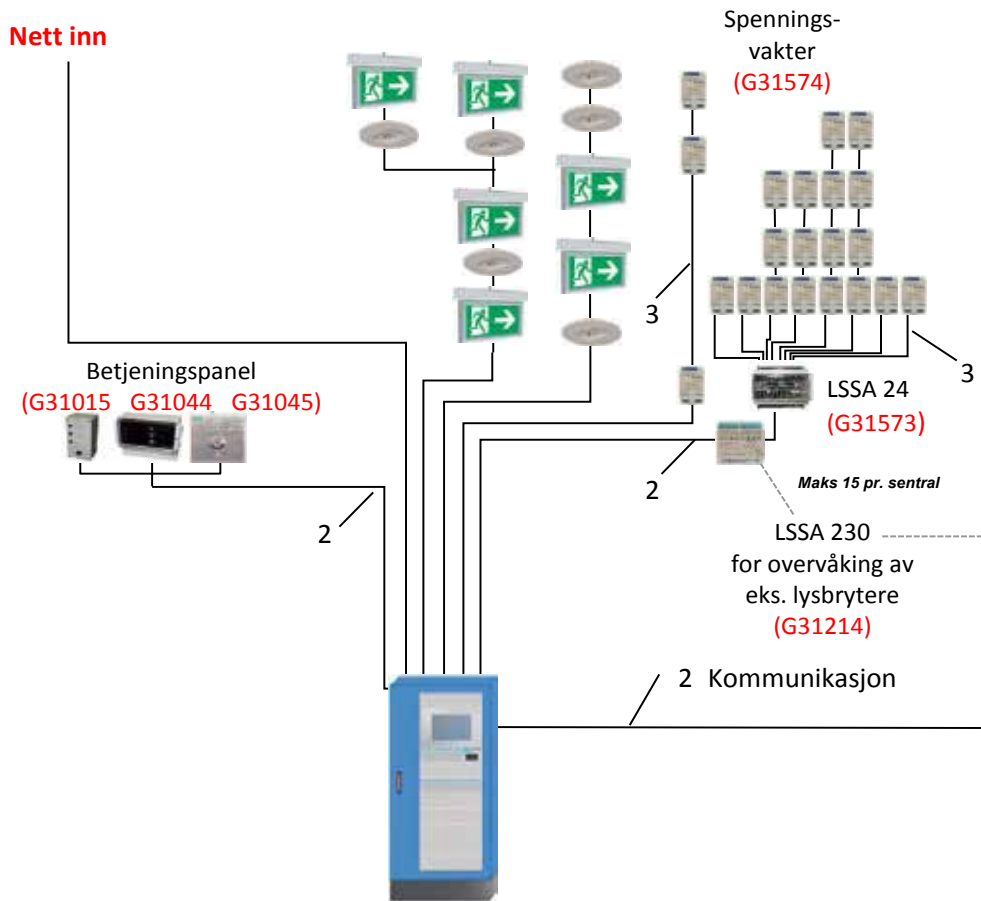 Nett inn
Spennings-
vakter
(G31574)
3
Betjeningspanel
(G31015 G31044 G31045)
3
LSSA 24
(G31573)
2
2
Maks 15 pr. sentral
LSSA 230
for overvåking av
eks. lysbrytere
(G31214)
2 Kommunikasjon